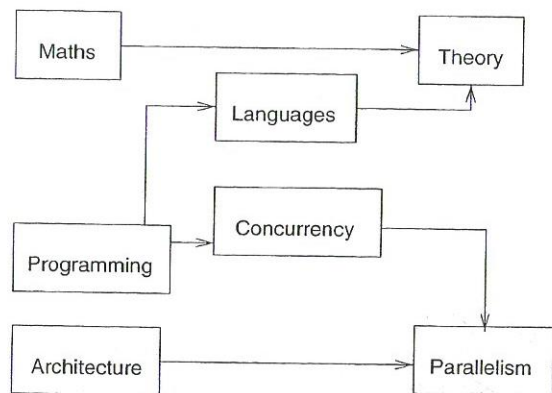 Maths
Theory
Languages
Concurrency
Programming
Architecture
Parallelism